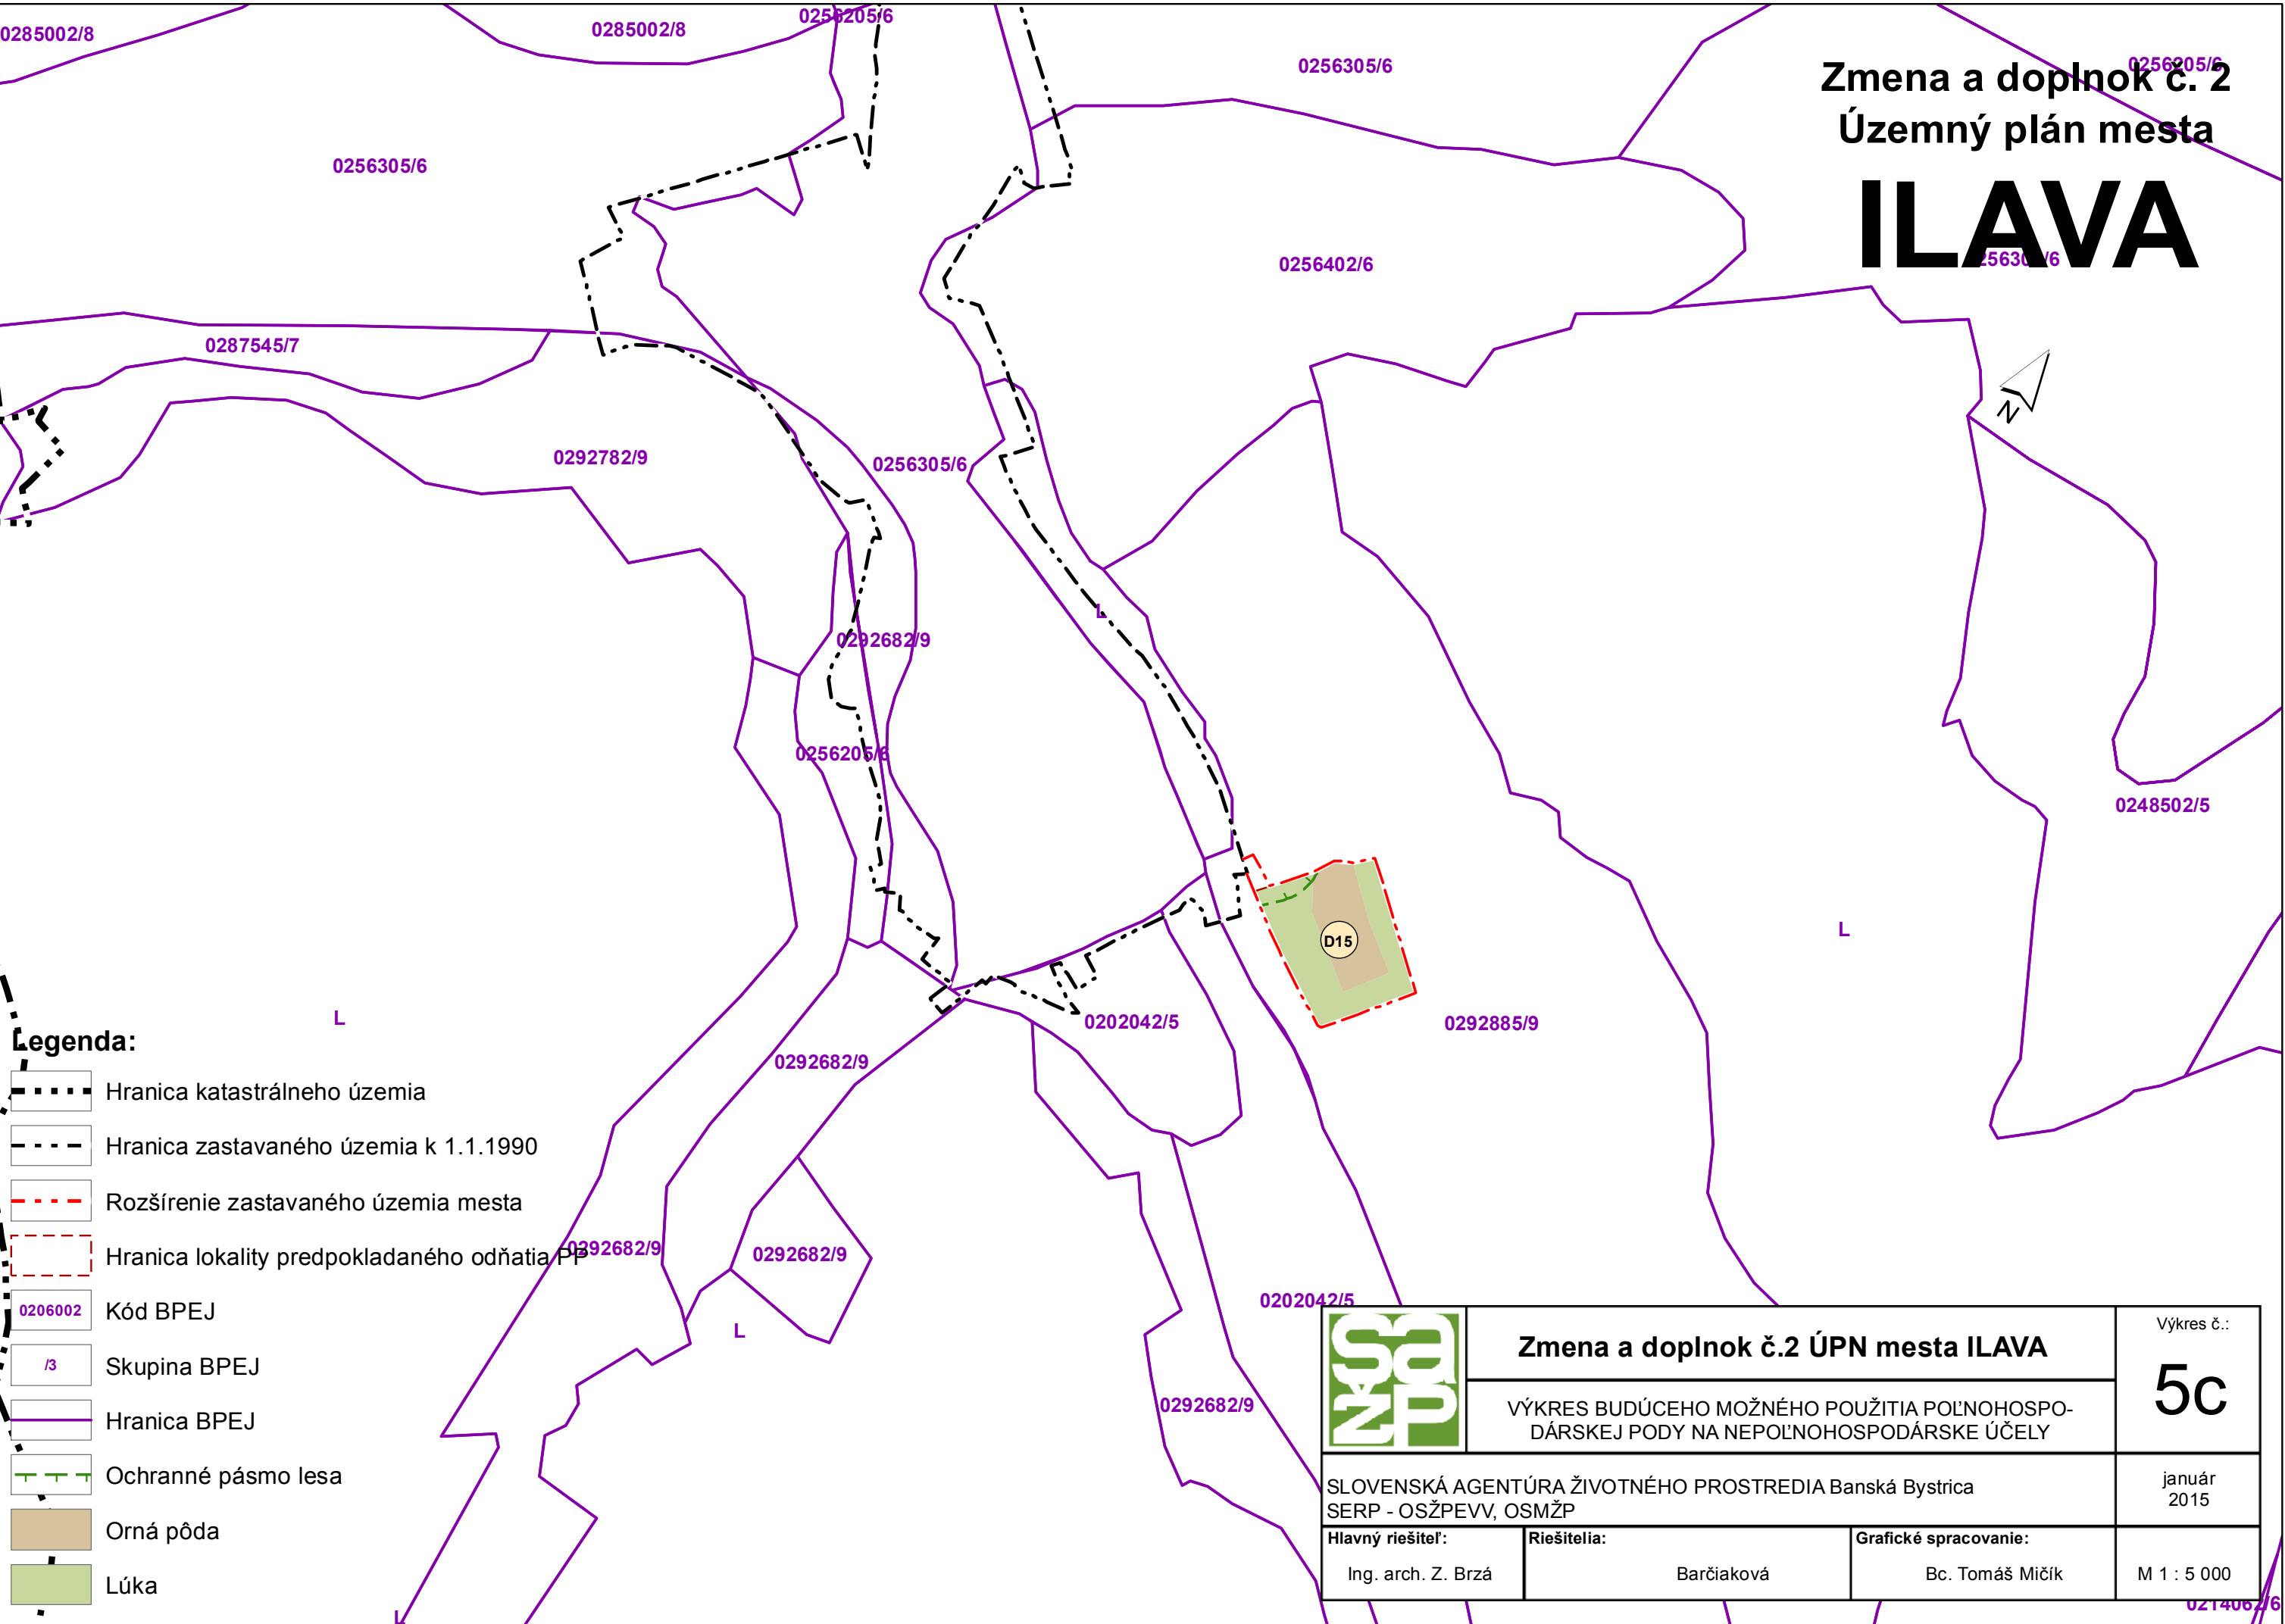 0285002/8
0285002/8
0256205/6
0256305/6
0256205/6
Zmena a doplnok č. 2
Územný plán mesta
ILAVA
0256305/6
0256402/6
0287545/7
N
0292782/9
0256305/6
L
0292682/9
0256205/6
0248502/5
L
D15
L
0202042/5
0292885/9
0292682/9
0292682/9
0292682/9
L
0202042/5
0292682/9
L
Legenda:
Hranica katastrálneho územia
Hranica zastavaného územia k 1.1.1990
Rozšírenie zastavaného územia mesta
Hranica lokality predpokladaného odňatia PP
0206002 Kód BPEJ
/3 Skupina BPEJ
Hranica BPEJ
Ochranné pásmo lesa
Orná pôda
Lúka
sažp
Zmena a doplnok č.2 ÚPN mesta ILAVA
Výkres č.:
5c
VÝKRES BUDÚCEHO MOŽNÉHO POUŽITIA POĽNOHOSPO-
DÁRSKEJ PODY NA NEPOĽNOHOSPODÁRSKE ÚČELY
SLOVENSKÁ AGENTÚRA ŽIVOTNÉHO PROSTREDIA Banská Bystrica
SERP - OSŽPEVV, OSMŽP
január
2015
Hlavný riešiteľ:
Ing. arch. Z. Brzá
Riešitelia:
Barčiaková
Grafické spracovanie:
Bc. Tomáš Mičík
M 1 : 5 000